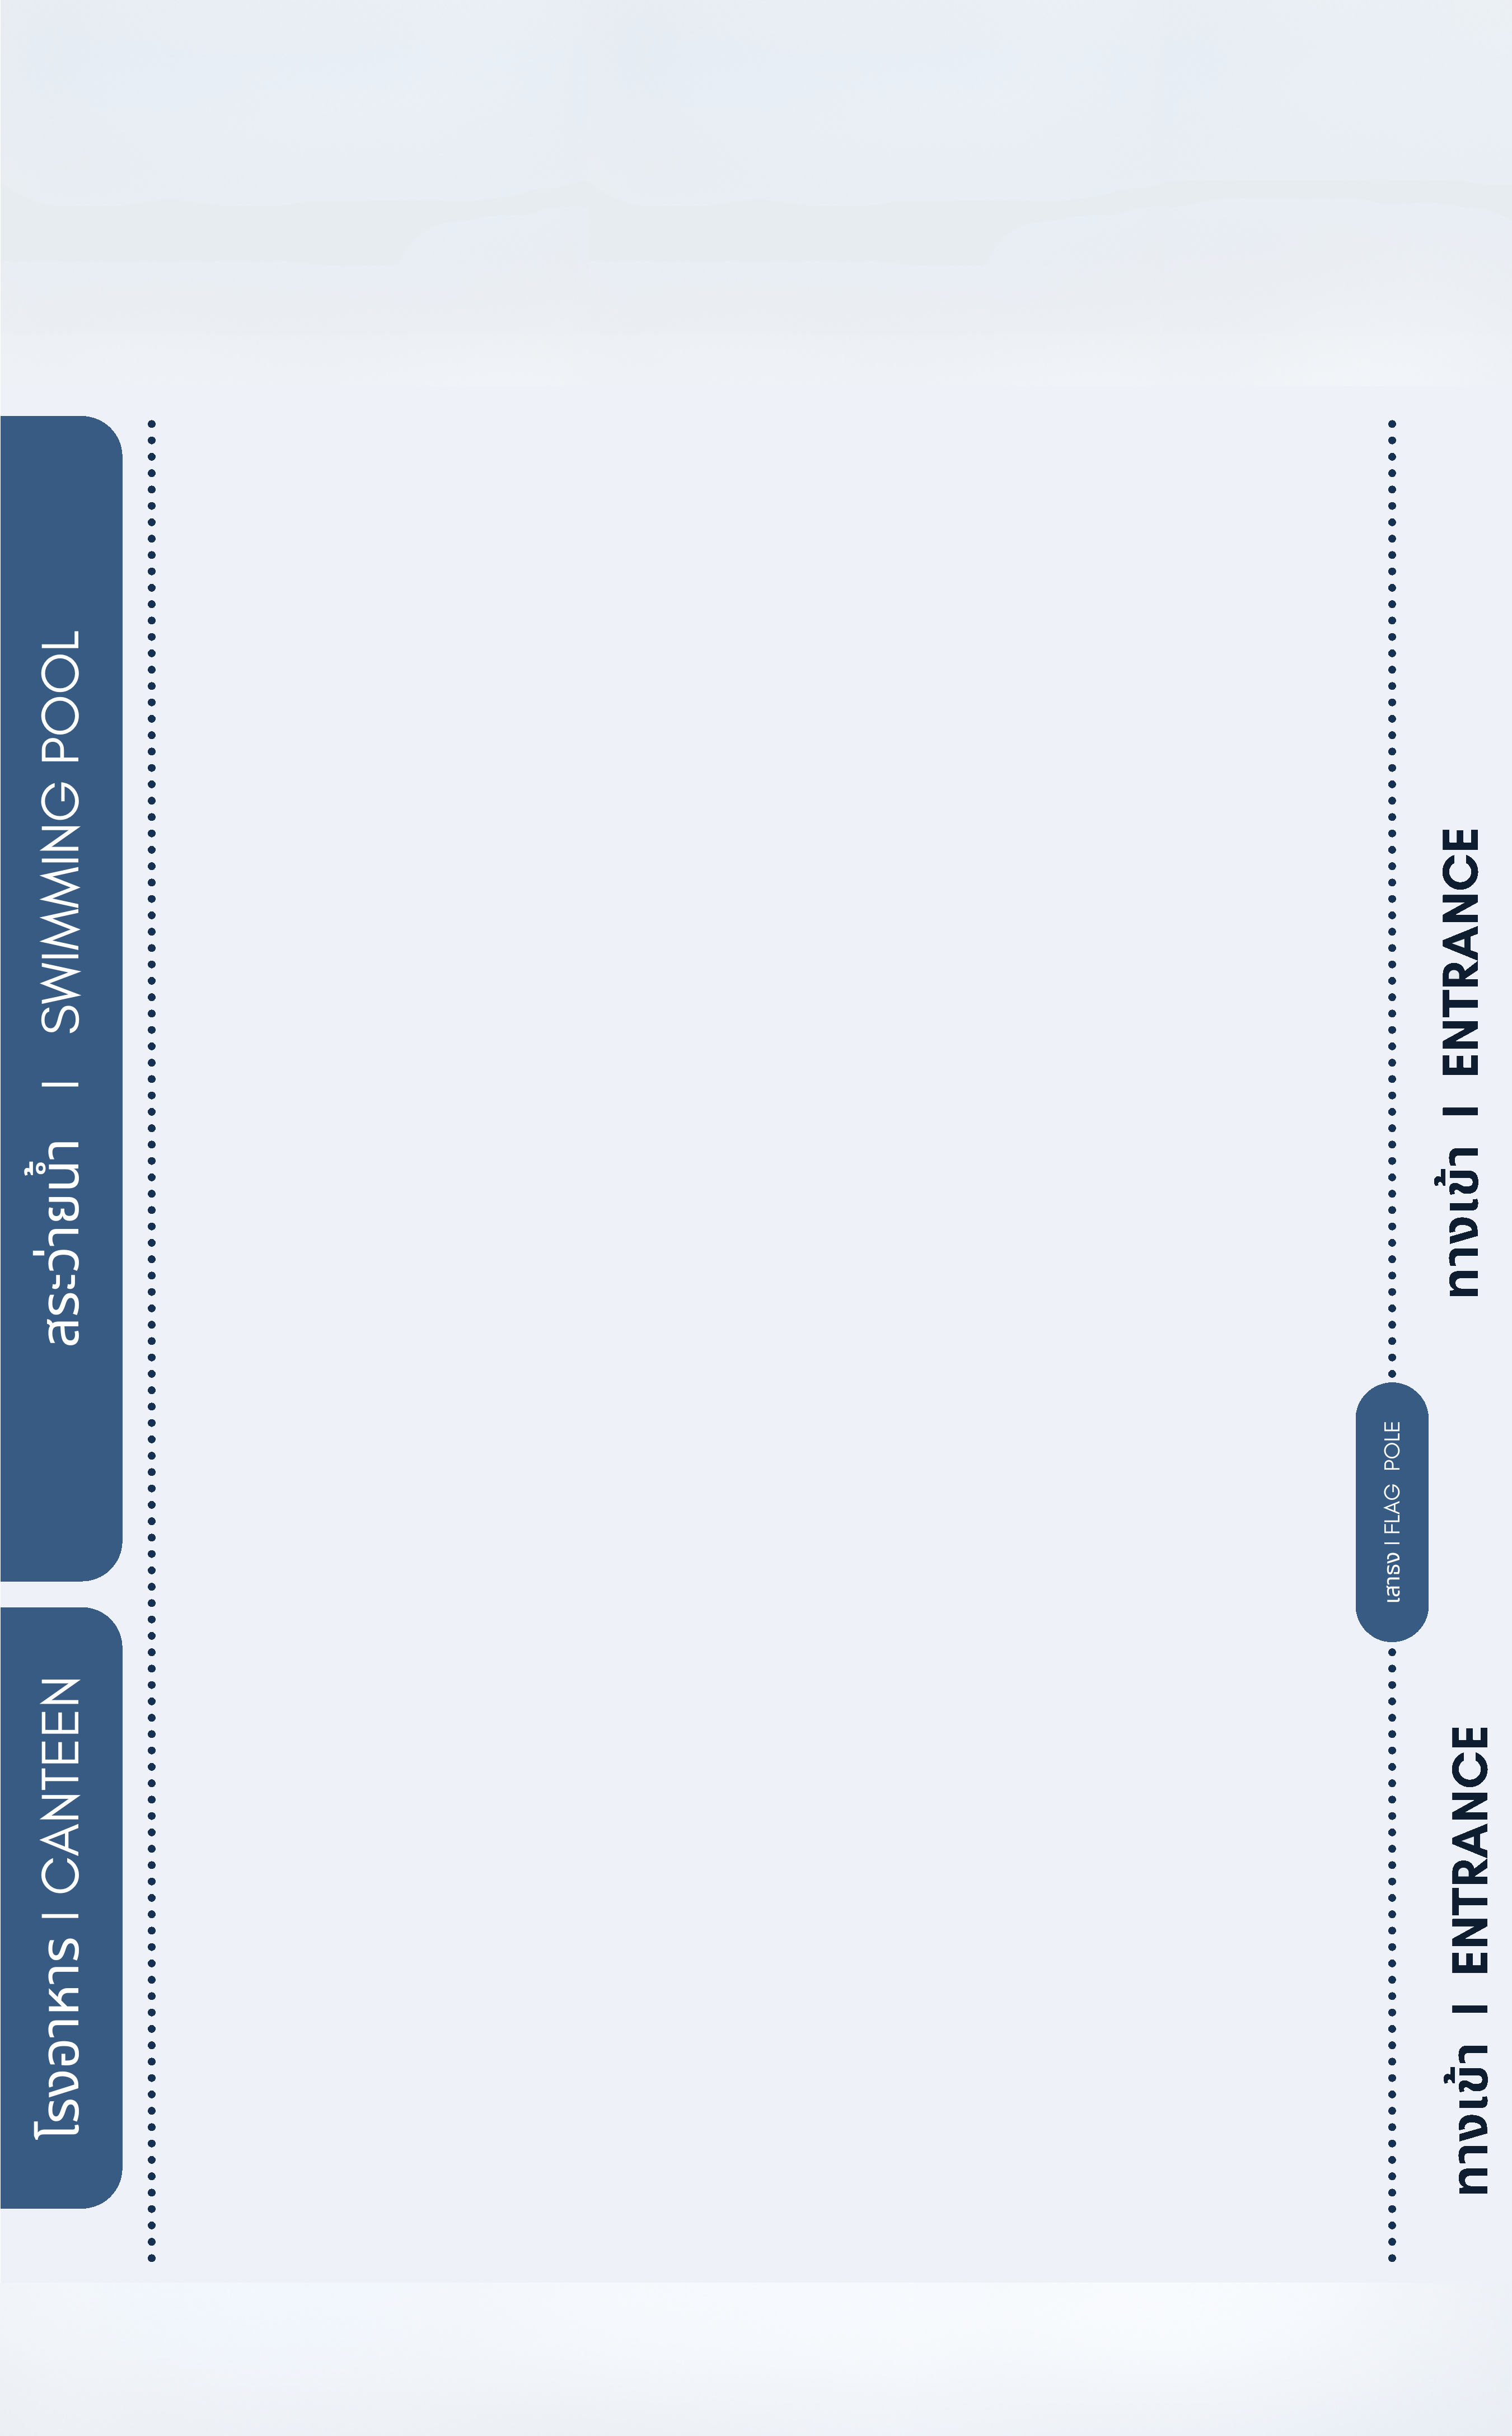 โรงอาหาร I CANTEEN
สระว่ายน้ำ I SWIMMING POOL
เสาธง I FLAG POLE
ทางเข้า I ENTRANCE
ทางเข้า I ENTRANCE